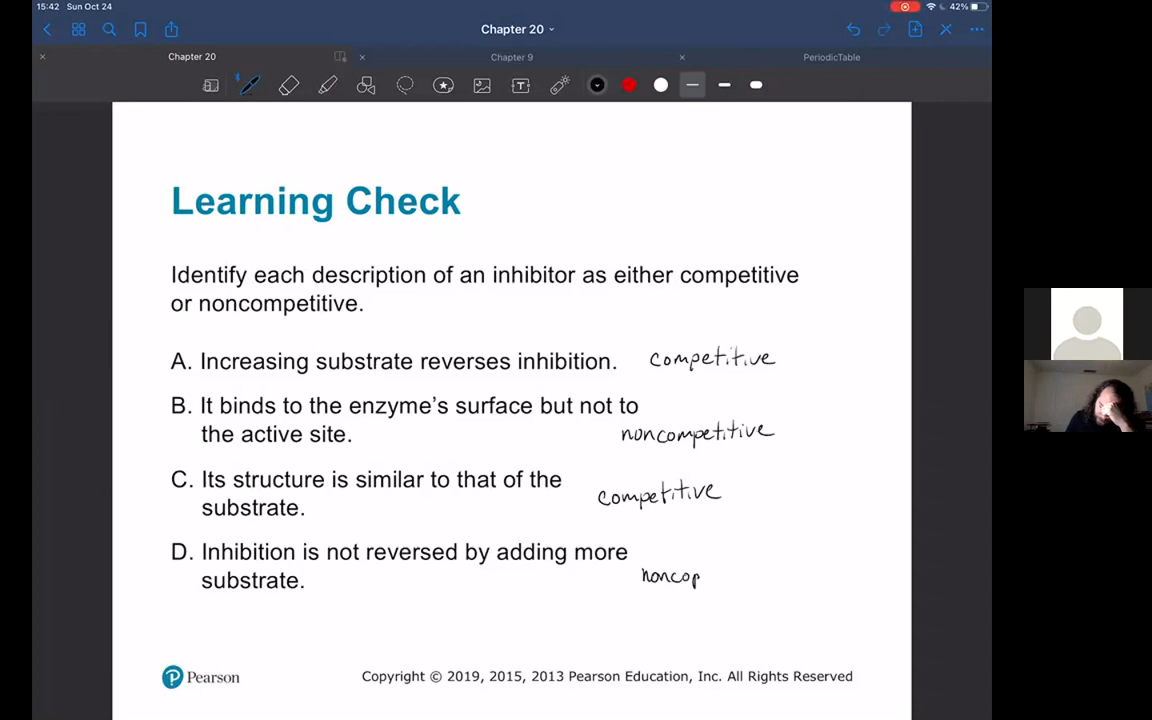 15:42 Sun Oct 24
42%
Chapter 20
Chapter 20
Chapter 9
PeriodicTable
Learning Check
Identify each description of an inhibitor as either competitive
or noncompetitive.
A. Increasing substrate reverses inhibition. competitive
B. It binds to the enzyme's surface but not to
the active site. noncompetitive
C. Its structure is similar to that of the
substrate. competitive
D. Inhibition is not reversed by adding more
substrate. noncop
P Pearson
Copyright © 2019, 2015, 2013 Pearson Education, Inc. All Rights Reserved